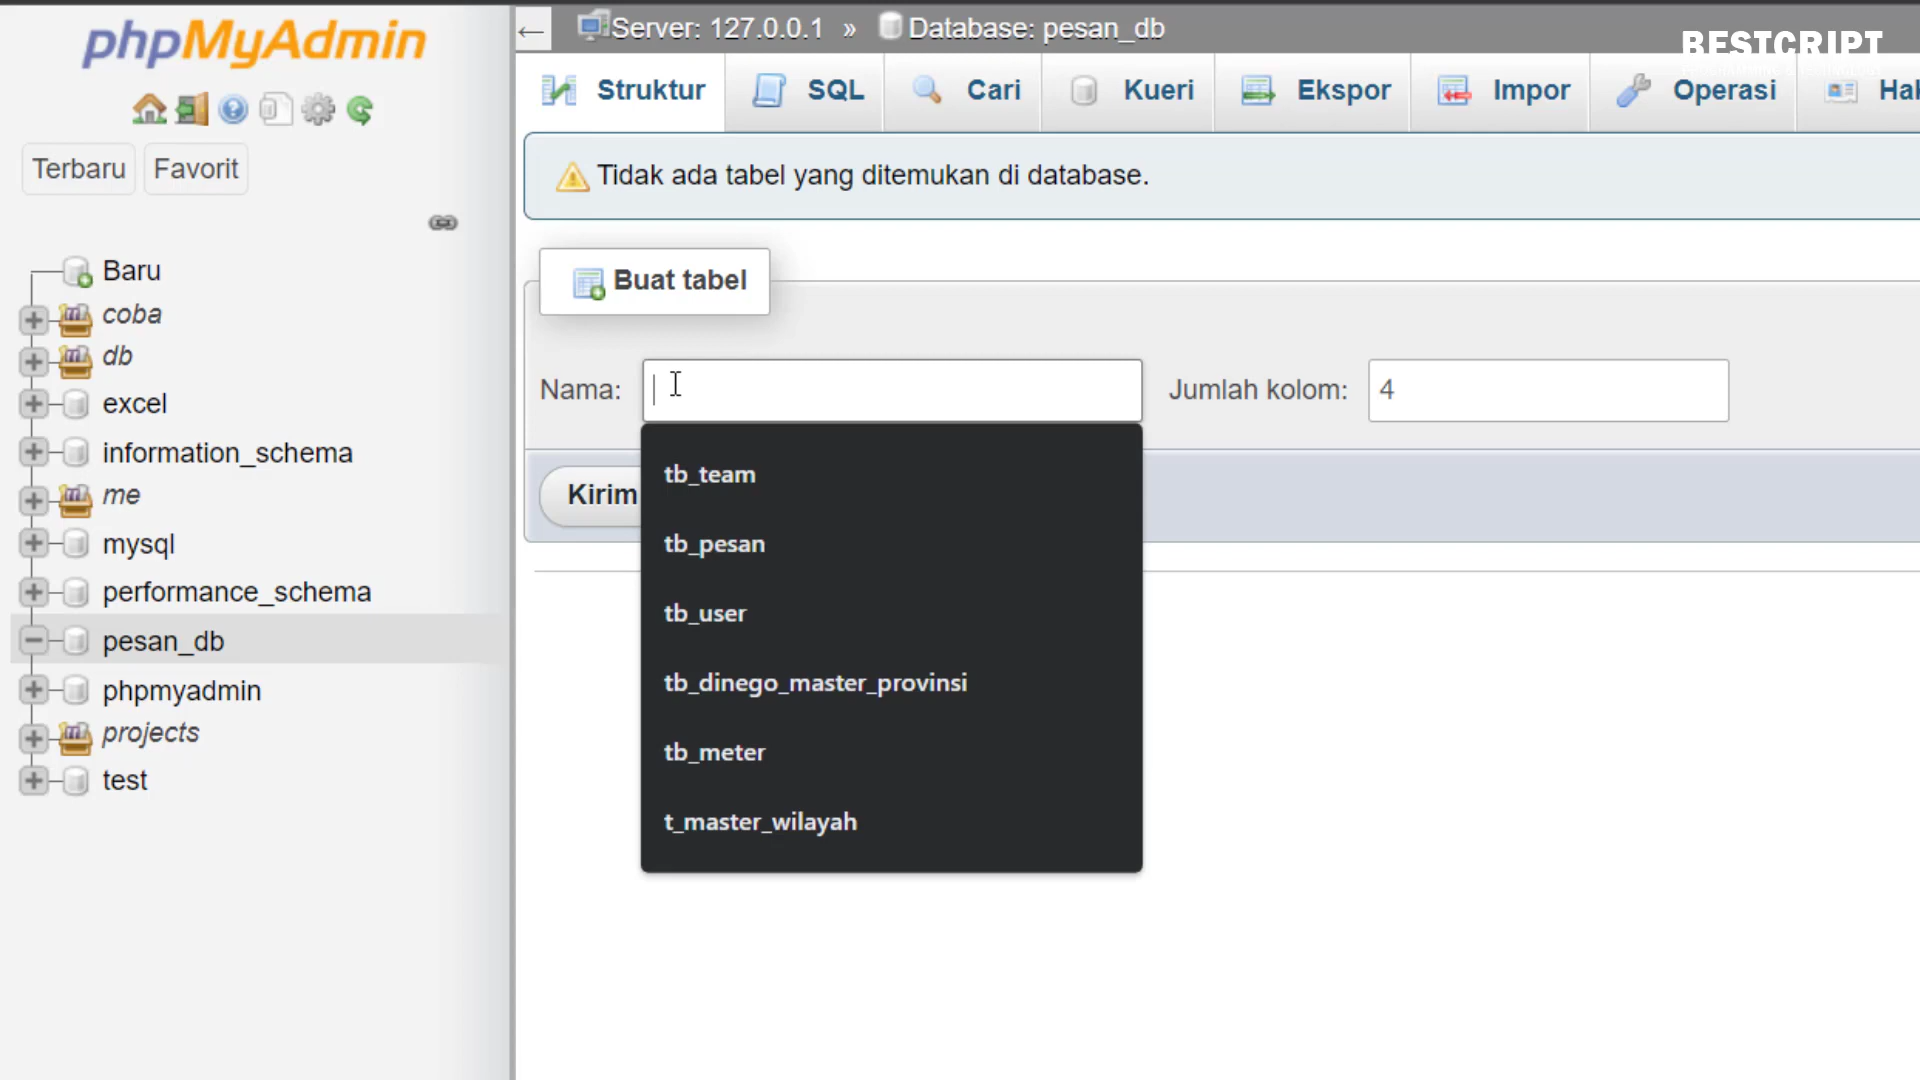 phpMyAdmin
Terbaru
Favorit
Baru
coba
db
excel
information_schema
me
mysql
performance_schema
pesan_db
phpmyadmin
projects
test
← Server: 127.0.0.1 » Database: pesan_db
BESTCRIPT
Struktur
SQL
Cari
Kueri
Ekspor
Impor
Operasi
Hak
Tidak ada tabel yang ditemukan di database.
Buat tabel
Nama:
Jumlah kolom: 4
Kirim
tb_team
tb_pesan
tb_user
tb_dinego_master_provinsi
tb_meter
t_master_wilayah